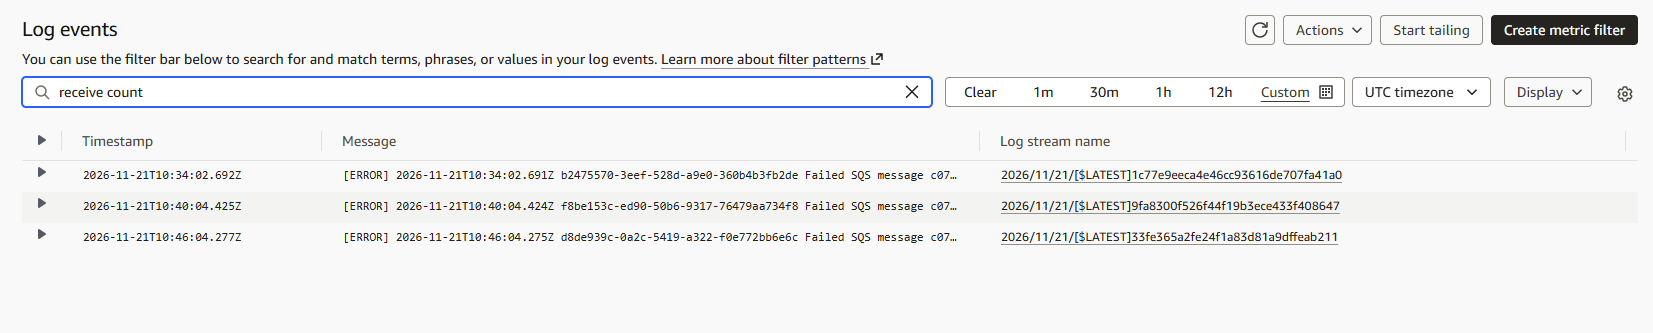 Log events
Actions
Start tailing
Create metric filter
You can use the filter bar below to search for and match terms, phrases, or values in your log events. Learn more about filter patterns
receive count
Clear 1m 30m 1h 12h Custom
UTC timezone
Display
Timestamp Message Log stream name
2026-11-21T10:34:02.692Z [ERROR] 2026-11-21T10:34:02.691Z b2475570-3eef-528d-a9e0-360b4b3fb2de Failed SQS message c07… 2026/11/21/[$LATEST]1c77e9eeca4e46cc93616de707fa41a0
2026-11-21T10:40:04.425Z [ERROR] 2026-11-21T10:40:04.424Z f8be153c-ed90-50b6-9317-76479aa734f8 Failed SQS message c07… 2026/11/21/[$LATEST]9fa8300f526f44f19b3ece433f408647
2026-11-21T10:46:04.277Z [ERROR] 2026-11-21T10:46:04.275Z d8de939c-0a2c-5419-a322-f0e772bb6e6c Failed SQS message c07… 2026/11/21/[$LATEST]33fe365a2fe24f1a83d81a9dffeab211